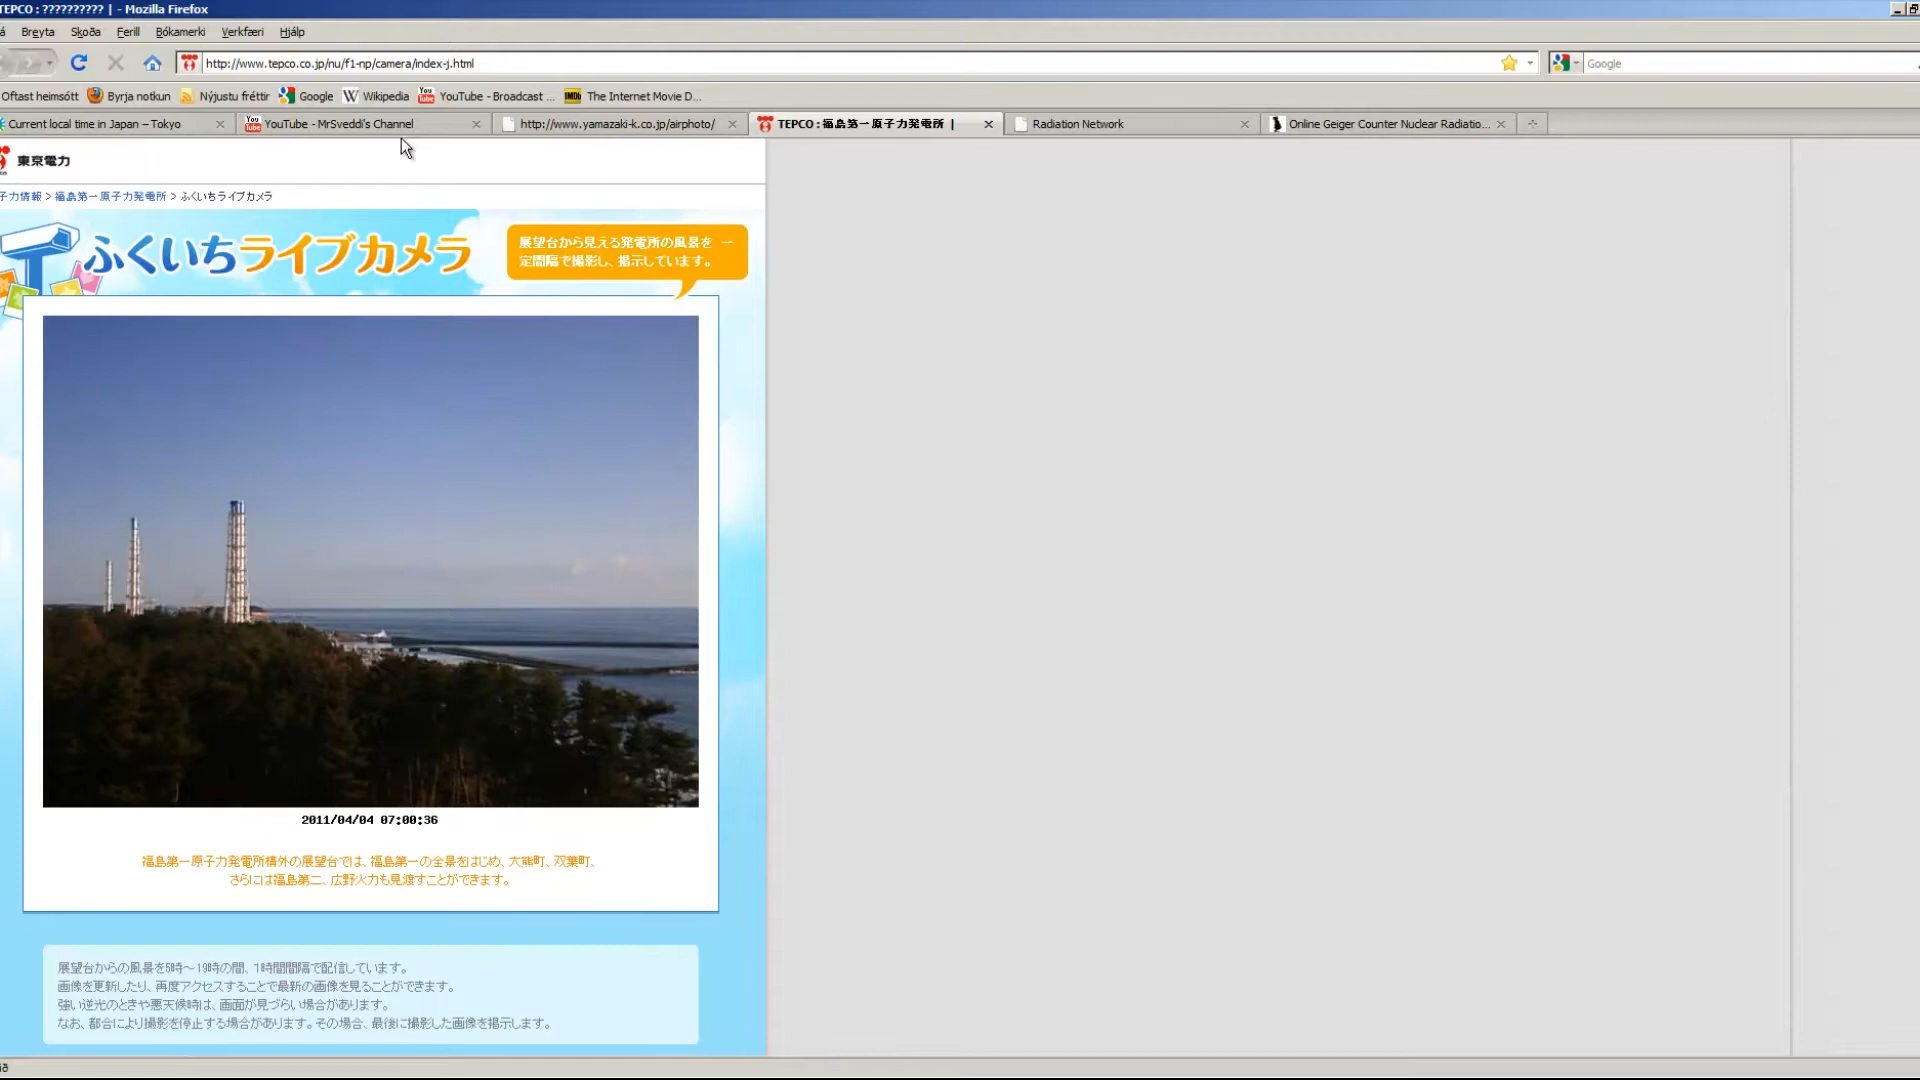 TEPCO : ?????????? | - Mozilla Firefox
Breyta Skoða Ferill Bókamerki Verkfæri Hjálp
http://www.tepco.co.jp/nu/f1-np/camera/index-j.html
Google
Oftast heimsótt Byrja notkun Nýjustu fréttir Google Wikipedia YouTube - Broadcast ... The Internet Movie D...
Current local time in Japan – Tokyo YouTube - MrSveddi's Channel http://www.yamazaki-k.co.jp/airphoto/ TEPCO : 福島第一原子力発電所 | Radiation Network Online Geiger Counter Nuclear Radiatio...
東京電力
子力情報 > 福島第一原子力発電所 > ふくいちライブカメラ
ふくいちライブカメラ
展望台から見える発電所の風景を 一
定間隔で撮影し、掲示しています。
2011/04/04 07:00:36
福島第一原子力発電所構外の展望台では、福島第一の全景をはじめ、大熊町、双葉町、
さらには福島第二、広野火力も見渡すことができます。
展望台からの風景を5時～19時の間、1時間間隔で配信しています。
画像を更新したり、再度アクセスすることで最新の画像を見ることができます。
強い逆光のときや悪天候時は、画面が見づらい場合があります。
なお、都合により撮影を停止する場合があります。その場合、最後に撮影した画像を掲示します。